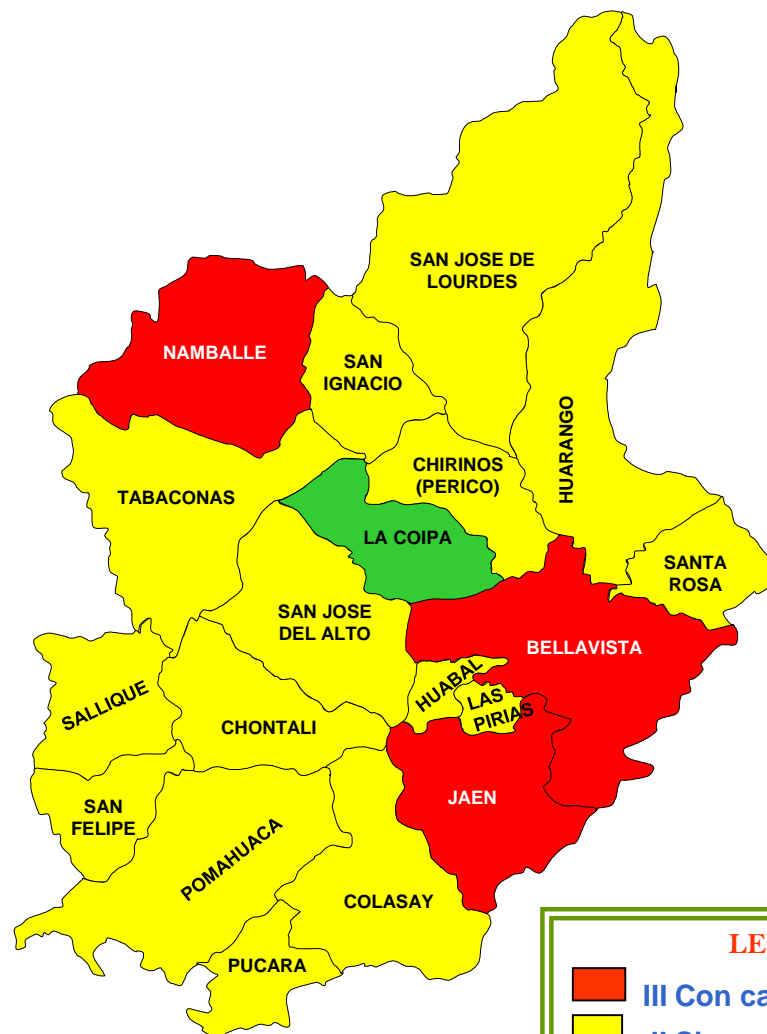 SAN JOSE DE
LOURDES
NAMBALLE
SAN
IGNACIO
HUARANGO
CHIRINOS
(PERICO)
TABACONAS
LA COIPA
SANTA
ROSA
SAN JOSE
DEL ALTO
BELLAVISTA
HUABAL
SALLIQUE
LAS
PIRIAS
CHONTALI
JAEN
SAN
FELIPE
POMAHUACA
COLASAY
PUCARA
LE
III Con ca